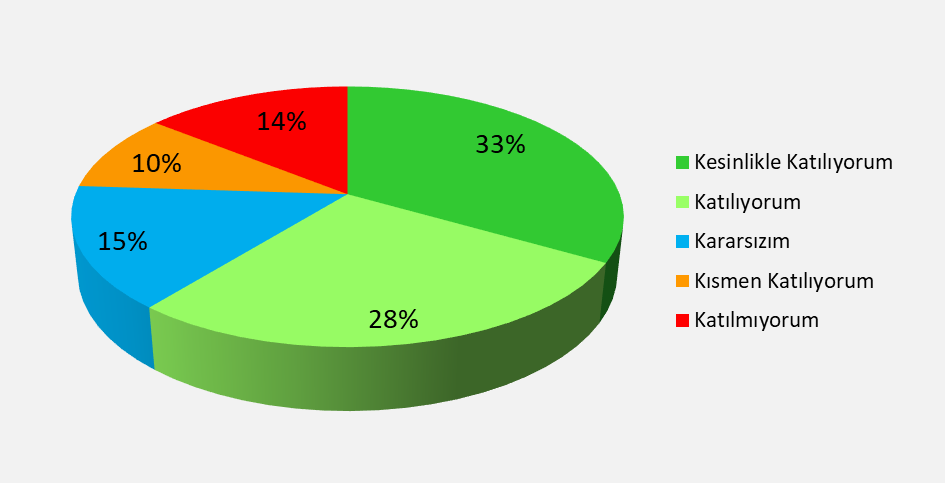 14%
33%
10%
15%
28%
Kesinlikle Katılıyorum
Katılıyorum
Kararsızım
Kısmen Katılıyorum
Katılmıyorum